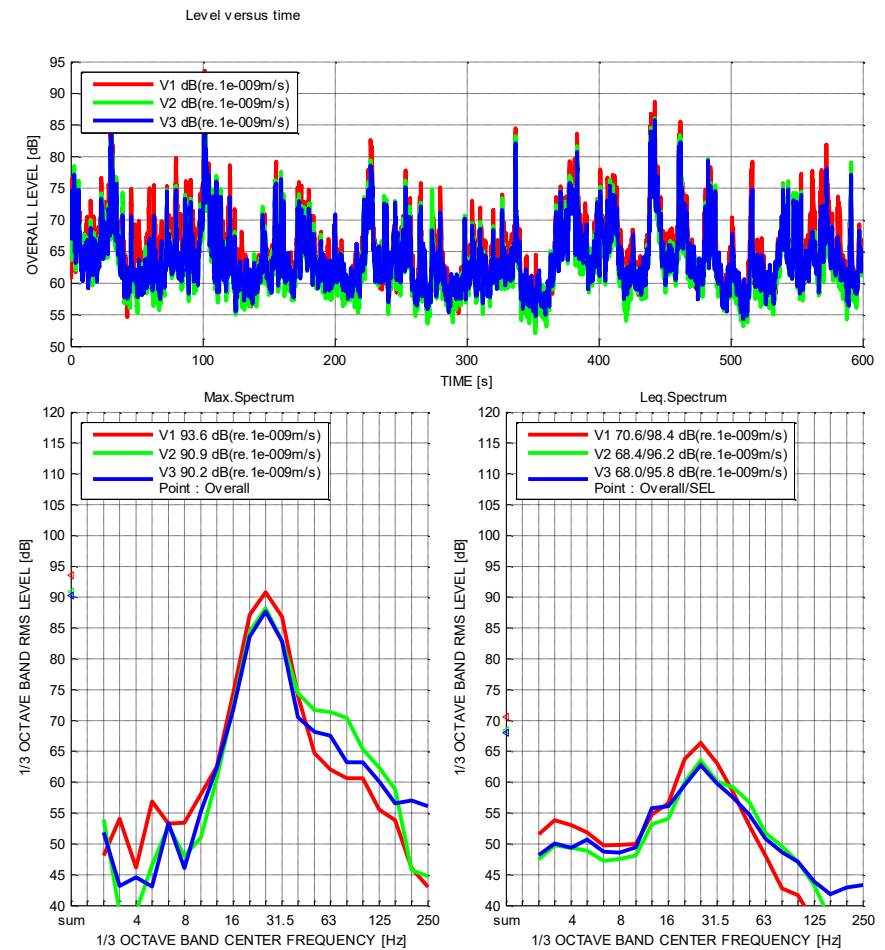 Level versus time
95
90
85
80
75
70
65
60
55
50
OVERALL LEVEL [dB]
V1 dB(re.1e-009m/s)
V2 dB(re.1e-009m/s)
V3 dB(re.1e-009m/s)
0 100 200 300 400 500 600
TIME [s]
Max.Spectrum
120
115
110
105
100
95
90
85
80
75
70
65
60
55
50
45
40
1/3 OCTAVE BAND RMS LEVEL [dB]
V1 93.6 dB(re.1e-009m/s)
V2 90.9 dB(re.1e-009m/s)
V3 90.2 dB(re.1e-009m/s)
Point : Overall
sum 4 8 16 31.5 63 125 250
1/3 OCTAVE BAND CENTER FREQUENCY [Hz]
Leq.Spectrum
120
115
110
105
100
95
90
85
80
75
70
65
60
55
50
45
40
1/3 OCTAVE BAND RMS LEVEL [dB]
V1 70.6/98.4 dB(re.1e-009m/s)
V2 68.4/96.2 dB(re.1e-009m/s)
V3 68.0/95.8 dB(re.1e-009m/s)
Point : Overall/SEL
sum 4 8 16 31.5 63 125 250
1/3 OCTAVE BAND CENTER FREQUENCY [Hz]